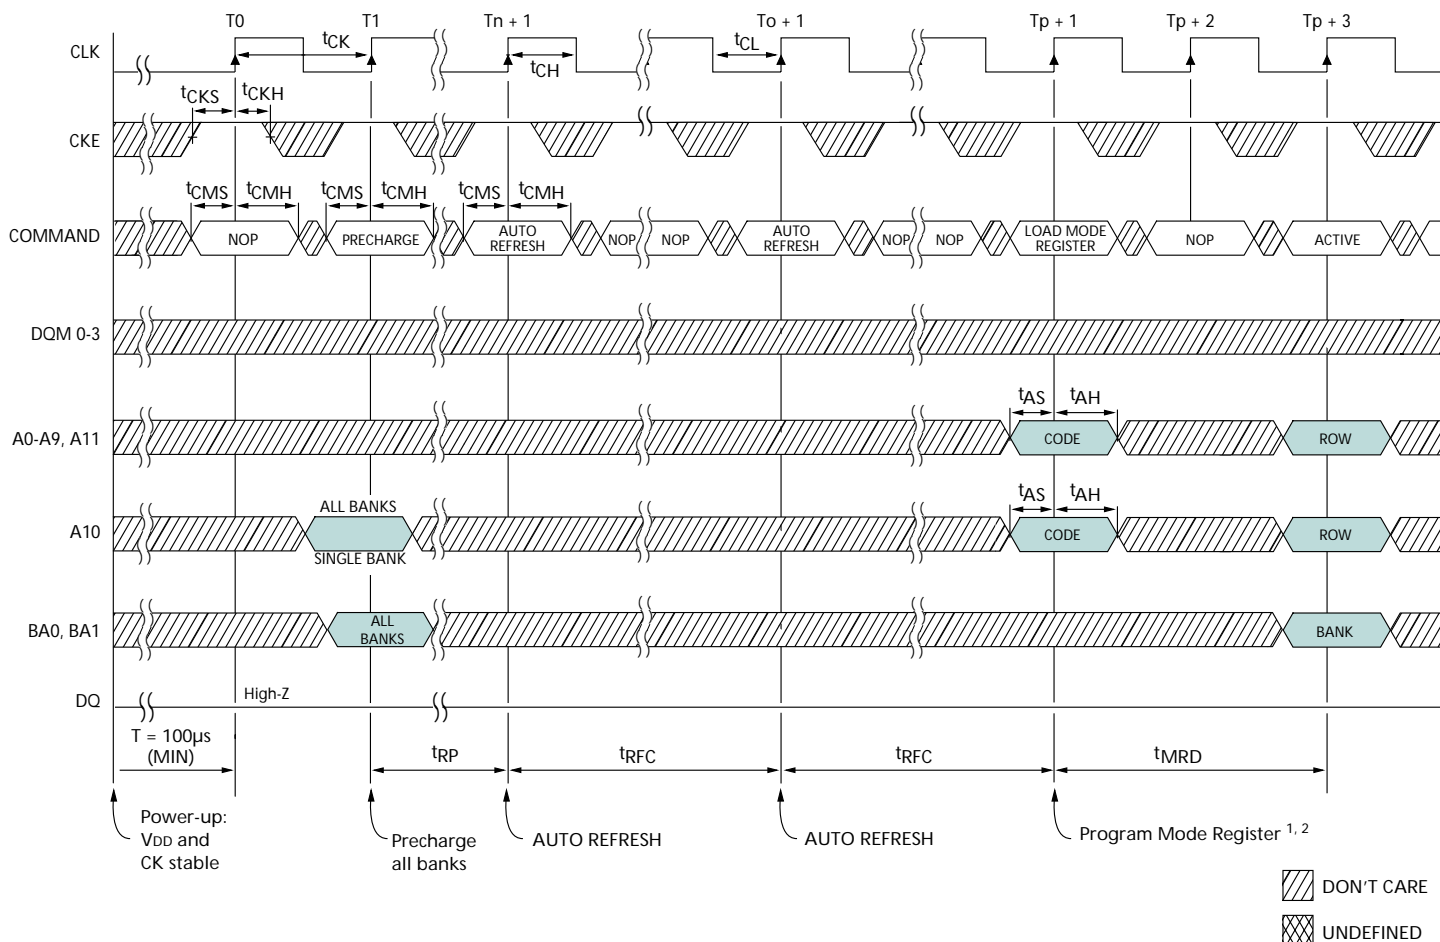 T0 T1 Tn + 1 To + 1 Tp + 1 Tp + 2 Tp + 3
CLK
tCK tCL
tCH
tCKS tCKH
CKE
tCMS tCMH tCMS tCMH tCMS tCMH
COMMAND
NOP PRECHARGE AUTO REFRESH NOP NOP AUTO REFRESH NOP NOP LOAD MODE REGISTER NOP ACTIVE
DQM 0-3
tAS tAH
A0-A9, A11 CODE ROW
tAS tAH
ALL BANKS
A10 CODE ROW
SINGLE BANK
BA0, BA1 ALL BANKS BANK
DQ High-Z
T = 100µs
(MIN)
tRP tRFC tRFC tMRD
Power-up:
VDD and
CK stable
Precharge
all banks
AUTO REFRESH
AUTO REFRESH
Program Mode Register 1, 2
DON'T CARE
UNDEFINED